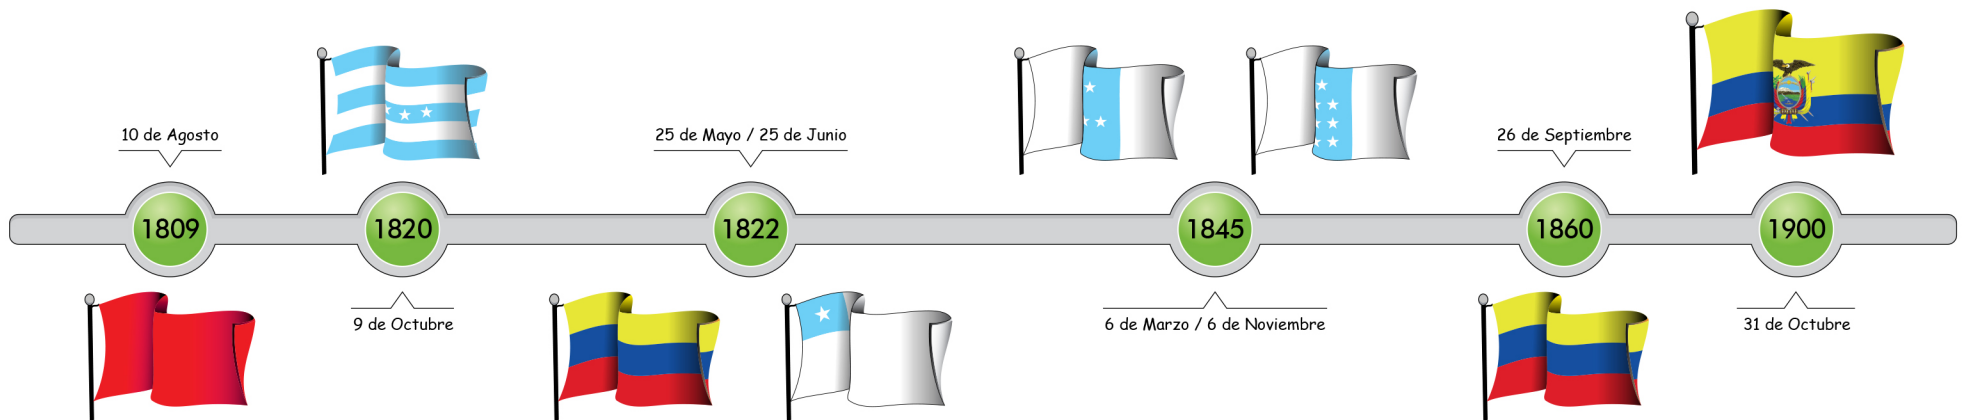 10 de Agosto
1809
1820
9 de Octubre
25 de Mayo / 25 de Junio
1822
1845
6 de Marzo / 6 de Noviembre
26 de Septiembre
1860
1900
31 de Octubre